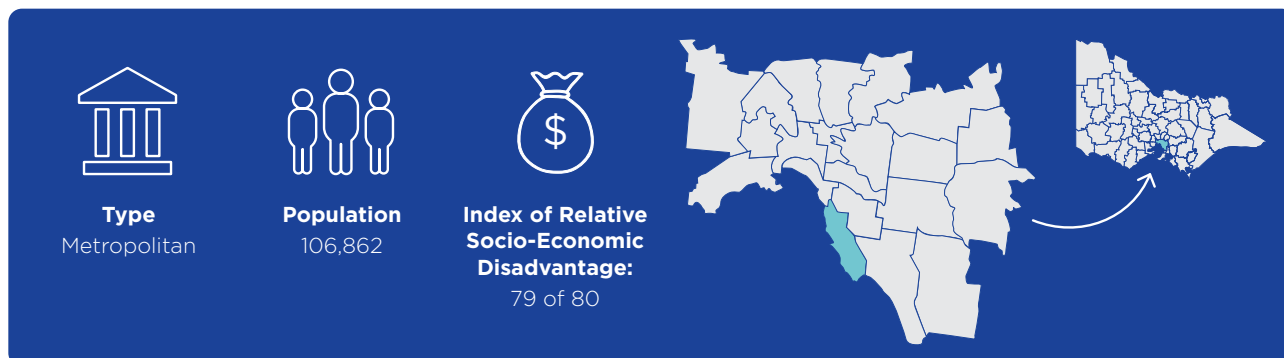 $
Type
Metropolitan
Population
106,862
Index of Relative
Socio-Economic
Disadvantage:
79 of 80